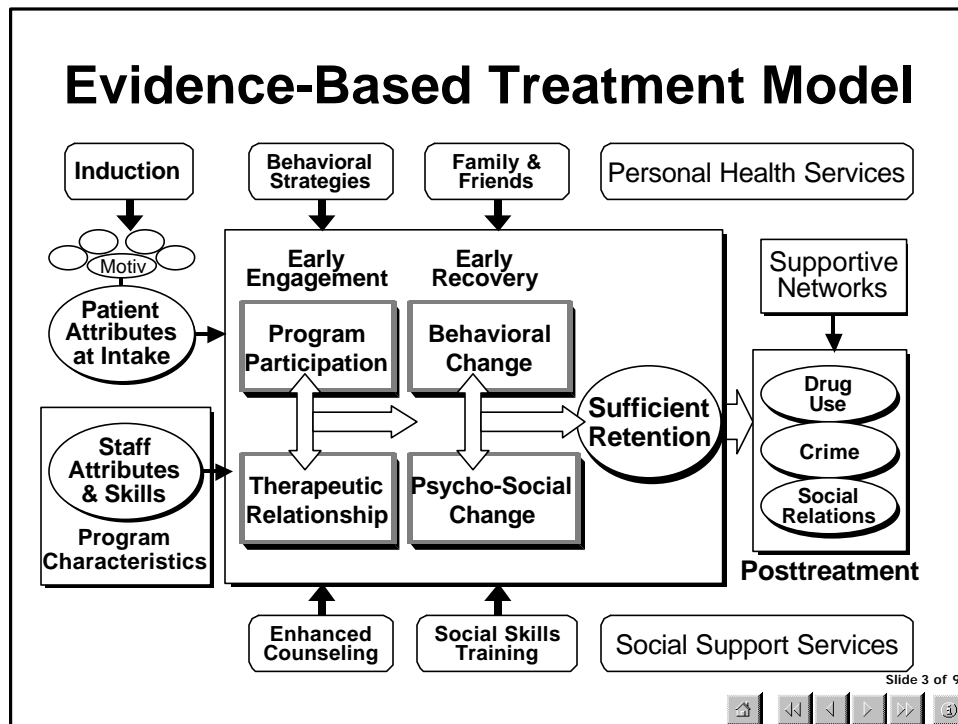 Evidence-Based Treatment Model
Induction
Behavioral
Strategies
Family &
Friends
Personal Health Services
Motiv
Patient
Attributes
at Intake
Early
Engagement
Early
Recovery
Program
Participation
Behavioral
Change
Supportive
Networks
Sufficient
Retention
Drug
Use
Crime
Social
Relations
Posttreatment
Staff
Attributes
& Skills
Program
Characteristics
Therapeutic
Relationship
Psycho-Social
Change
Enhanced
Counseling
Social Skills
Training
Social Support Services
Slide 3 of 9